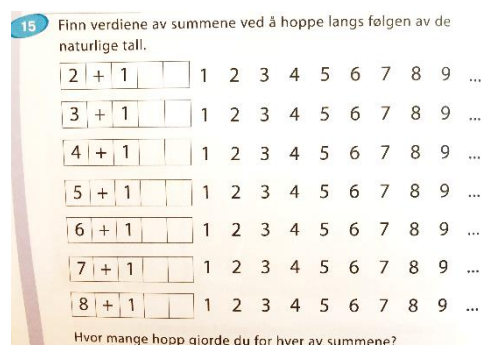 15 Finn verdiene av summene ved å hoppe langs følgen av de
naturlige tall.
2 + 1 1 2 3 4 5 6 7 8 9 ...
3 + 1 1 2 3 4 5 6 7 8 9 ...
4 + 1 1 2 3 4 5 6 7 8 9 ...
5 + 1 1 2 3 4 5 6 7 8 9 ...
6 + 1 1 2 3 4 5 6 7 8 9 ...
7 + 1 1 2 3 4 5 6 7 8 9 ...
8 + 1 1 2 3 4 5 6 7 8 9 ...
Hvor mange hopp gjorde du for hver av summene?